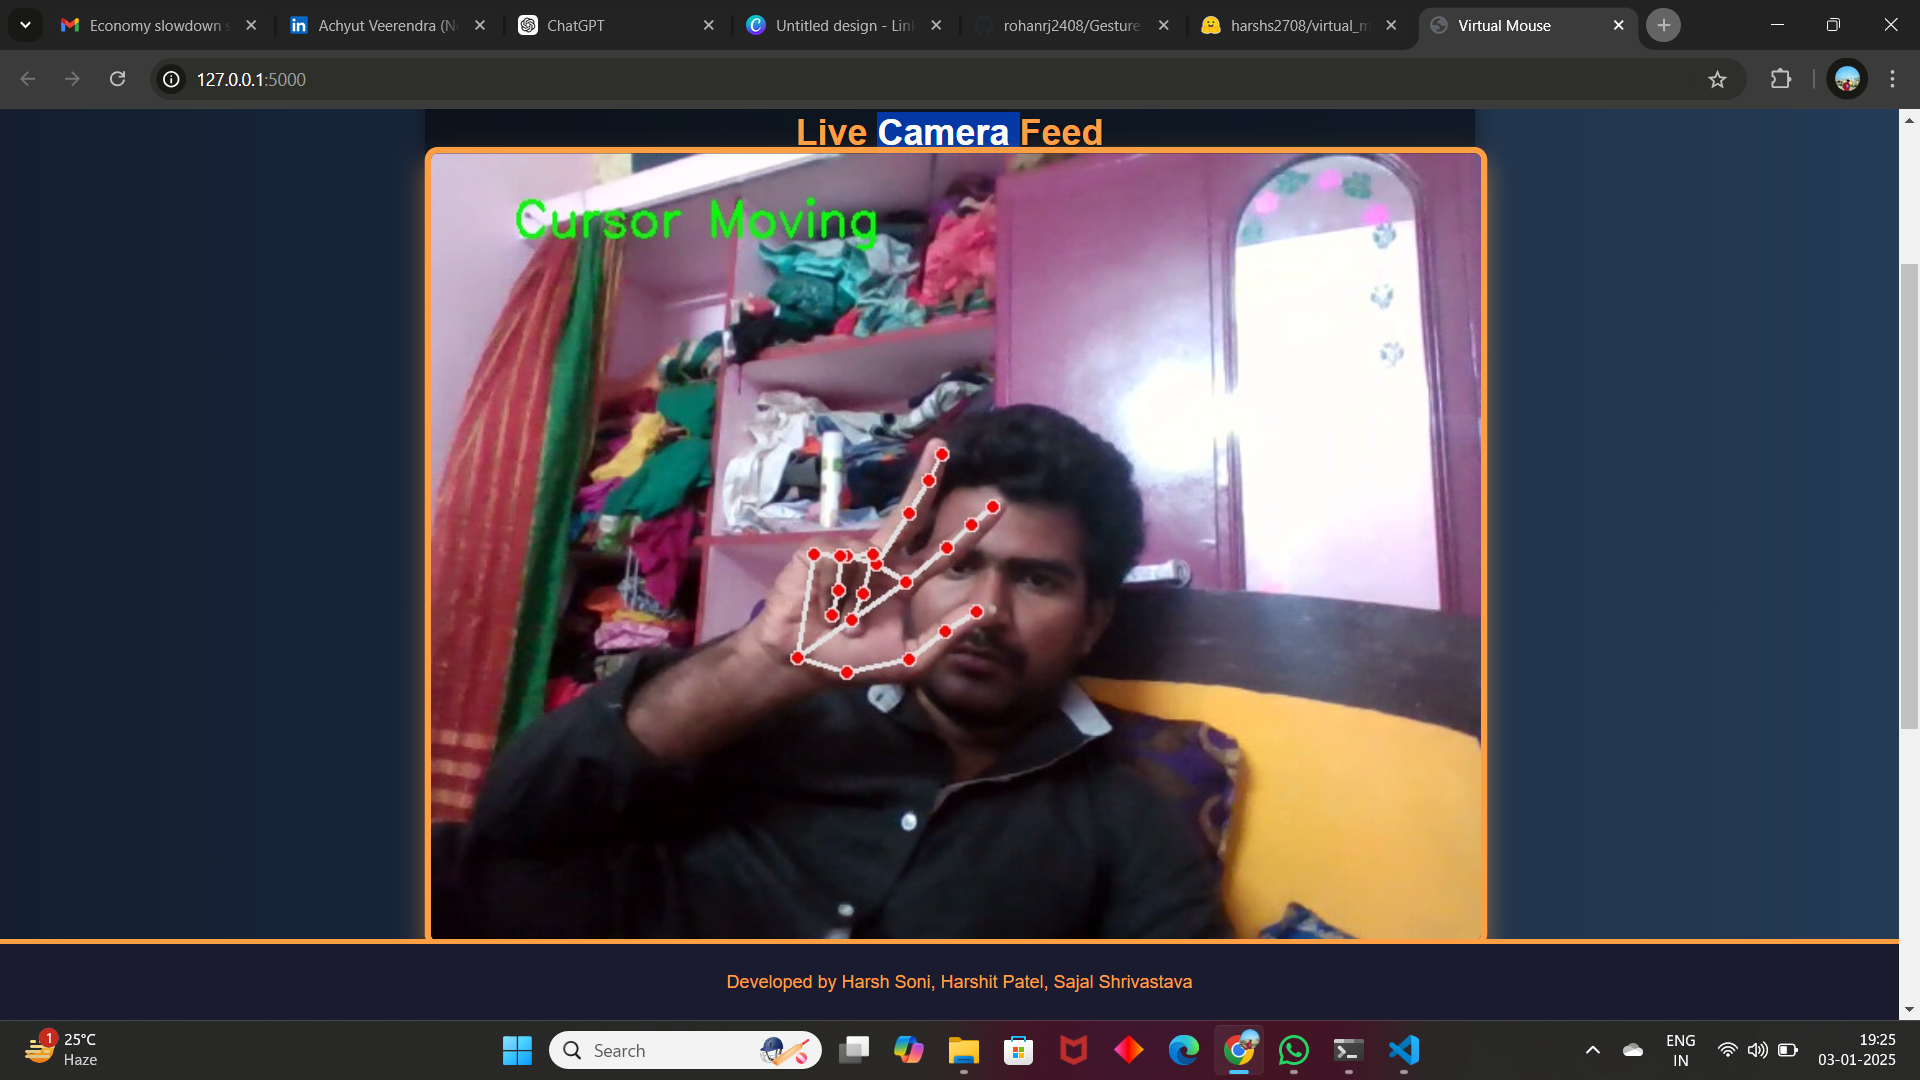 Economy slowdown s
Achyut Veerendra (N
ChatGPT
Untitled design - Lin
rohanrj2408/Gesture
harshs2708/virtual_m
Virtual Mouse
127.0.0.1:5000
Live Camera Feed
Cursor Moving
Developed by Harsh Soni, Harshit Patel, Sajal Shrivastava
1
25°C
Haze
Search
ENG
IN
19:25
03-01-2025